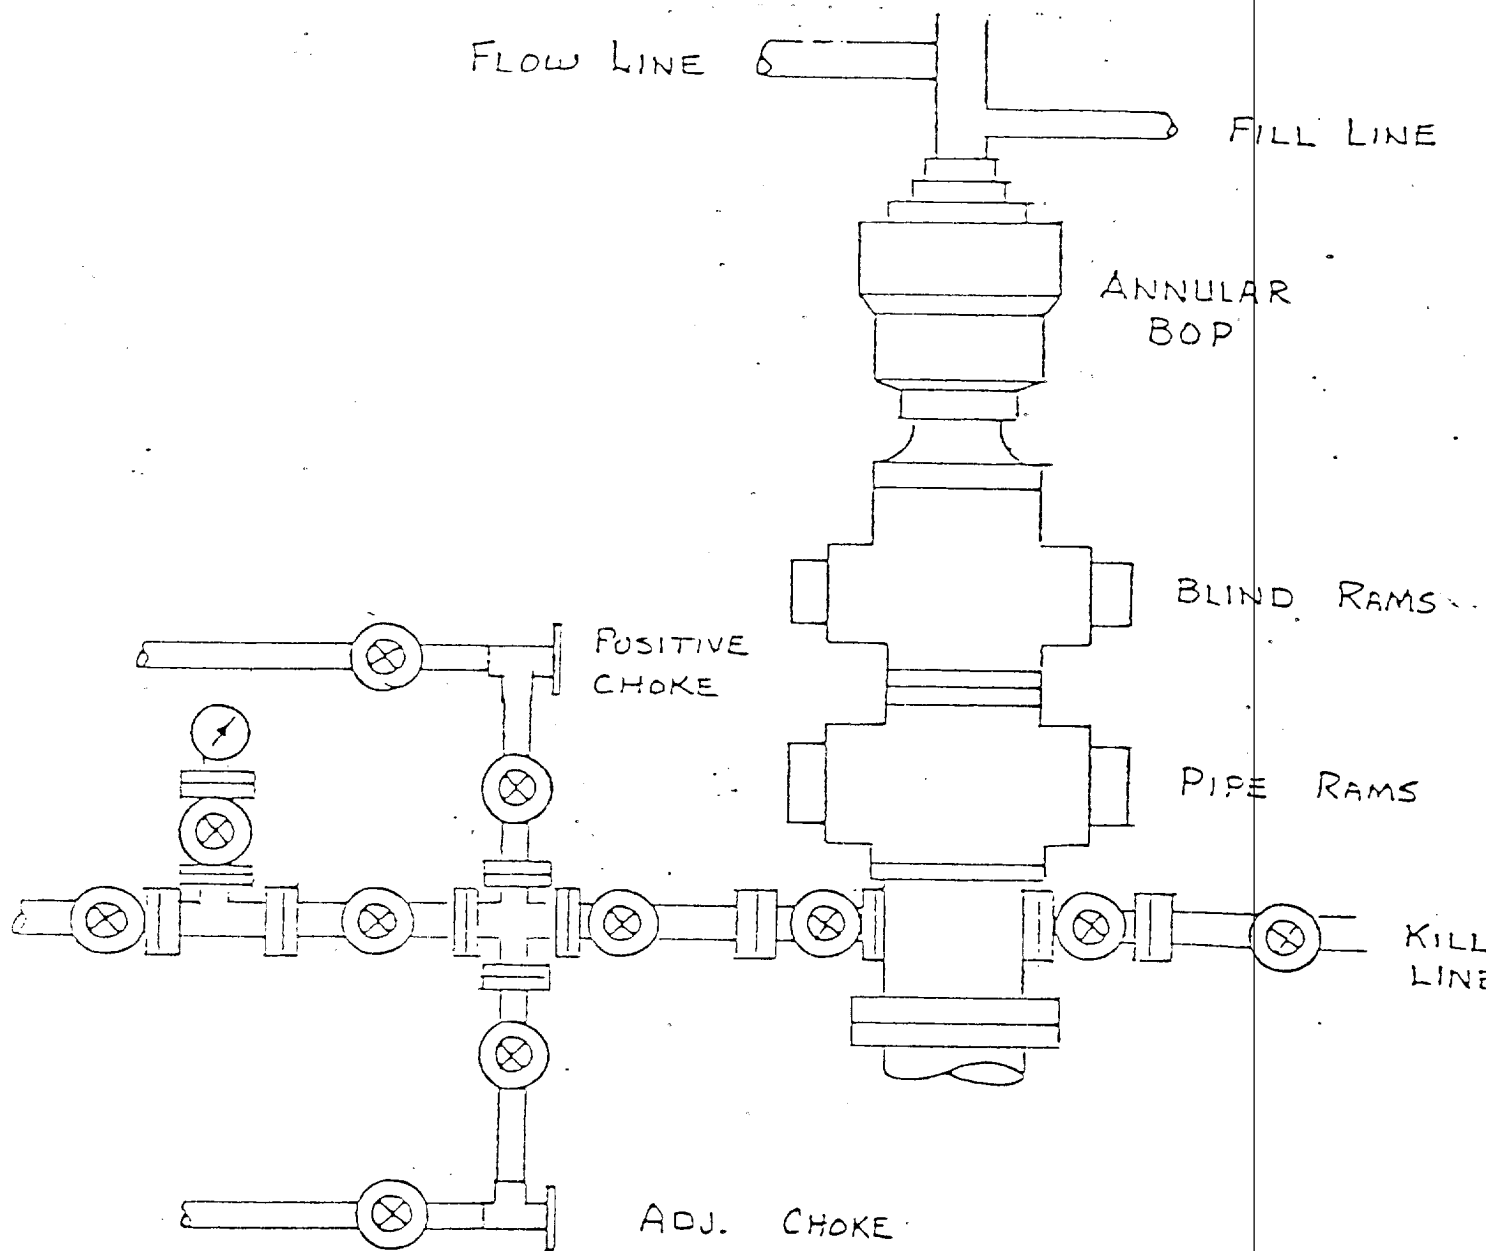 FLOW LINE
FILL LINE
ANNULAR
BOP
BLIND RAMS
POSITIVE
CHOKE
PIPE RAMS
KILL
LINE
ADJ. CHOKE